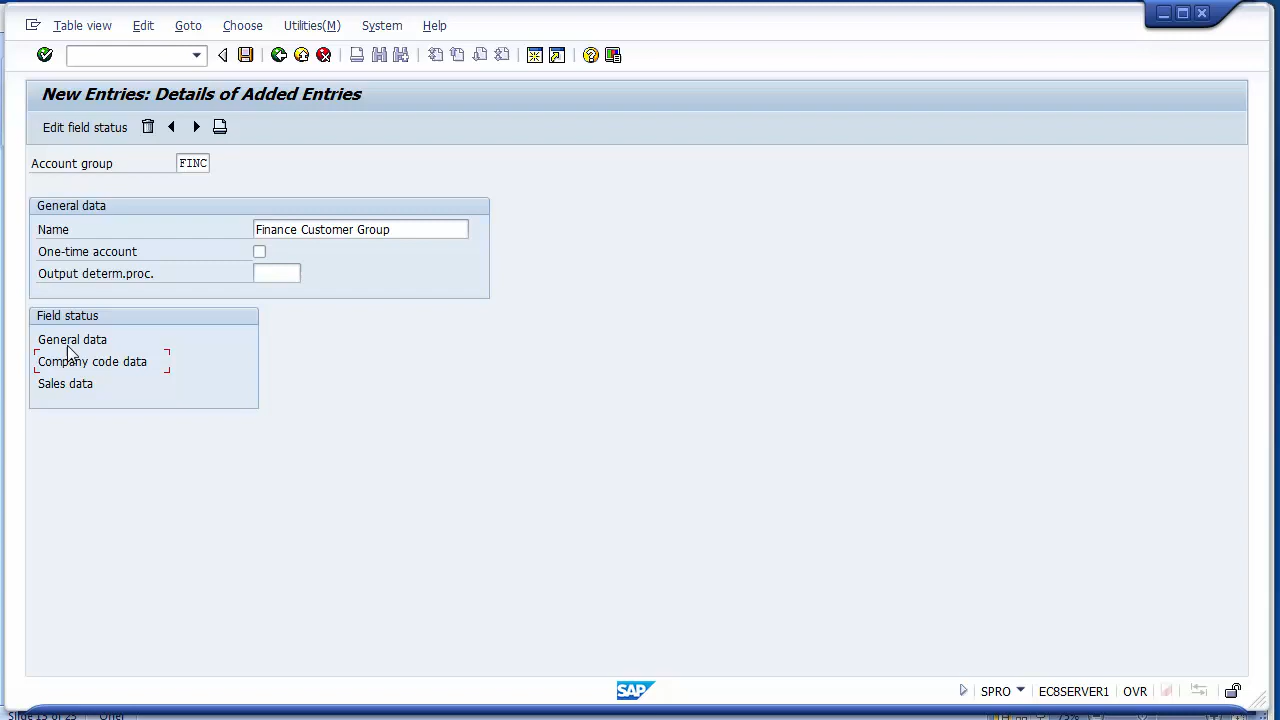 Table view Edit Goto Choose Utilities(M) System Help
New Entries: Details of Added Entries
Edit field status
Account group FINC
General data
Name Finance Customer Group
One-time account
Output determ.proc.
Field status
General data
Company code data
Sales data
SAP SPRO EC8SERVER1 OVR